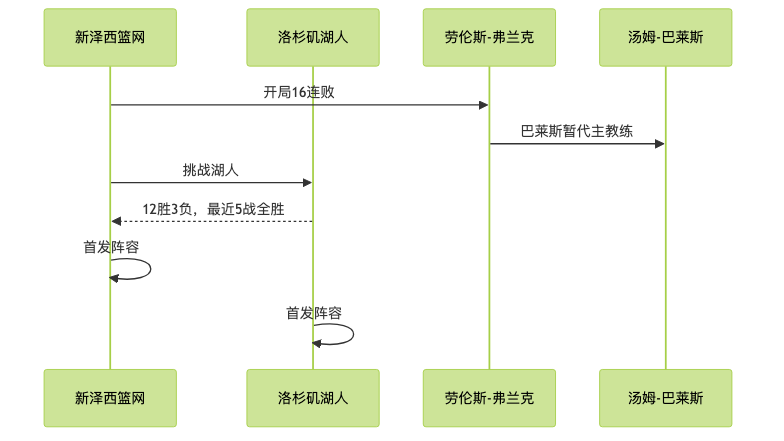 新泽西篮网
洛杉矶湖人
劳伦斯-弗兰克
汤姆-巴莱斯
开局16连败
巴莱斯暂代主教练
挑战湖人
12胜3负，最近5战全胜
首发阵容
首发阵容
新泽西篮网
洛杉矶湖人
劳伦斯-弗兰克
汤姆-巴莱斯